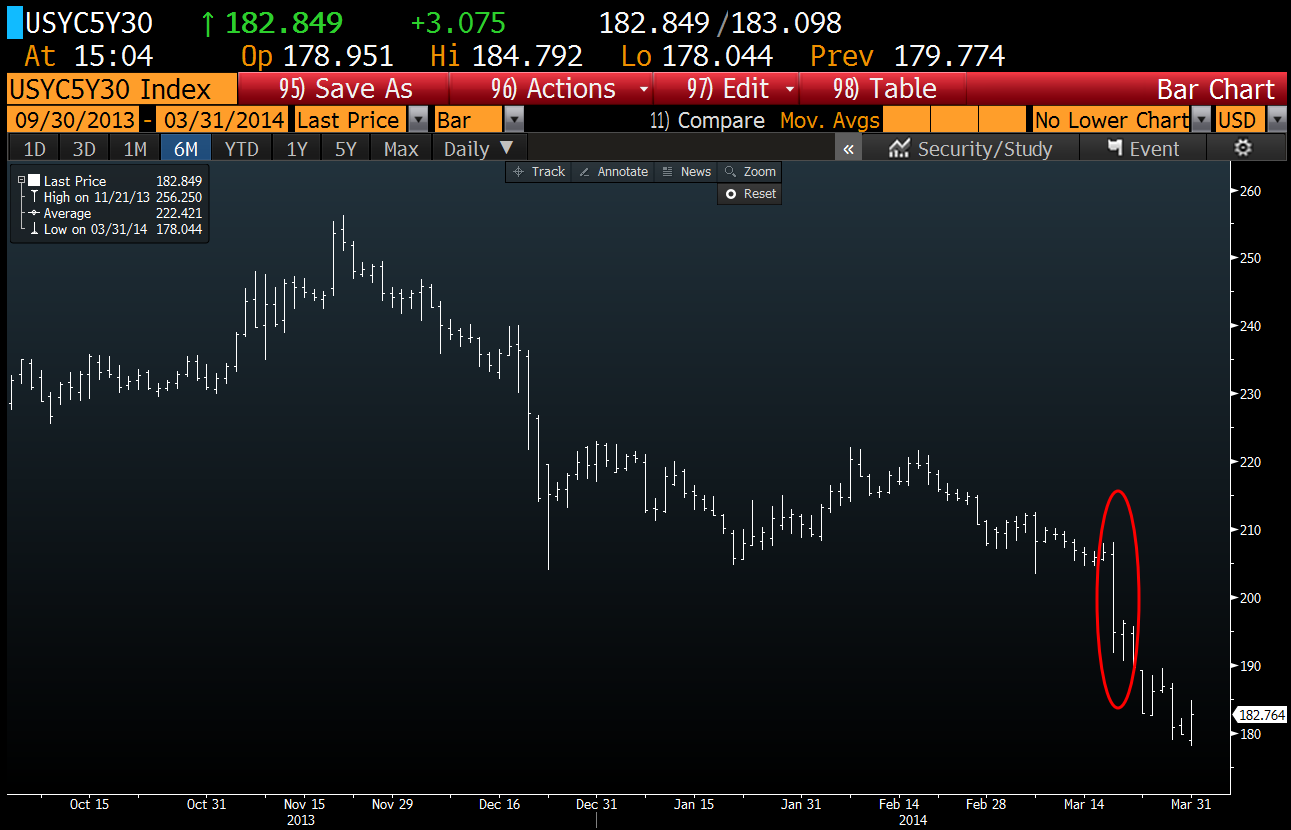 USYC5Y30 ↑ 182.849 +3.075 182.849 / 183.098
At 15:04 Op 178.951 Hi 184.792 Lo 178.044 Prev 179.774
USYC5Y30 Index 95) Save As 96) Actions 97) Edit 98) Table Bar Chart
09/30/2013 - 03/31/2014 Last Price Bar 11) Compare Mov. Avgs No Lower Chart USD
1D 3D 1M 6M YTD 1Y 5Y Max Daily ▼ « Security/Study Event
Track Annotate News Zoom
Reset
Last Price 182.849
High on 11/21/13 256.250
Average 222.421
Low on 03/31/14 178.044
260
250
240
230
220
210
200
190
182.764
180
Oct 15 Oct 31 Nov 15 Nov 29 Dec 16 Dec 31 Jan 15 Jan 31 Feb 14 Feb 28 Mar 14 Mar 31
2013 2014